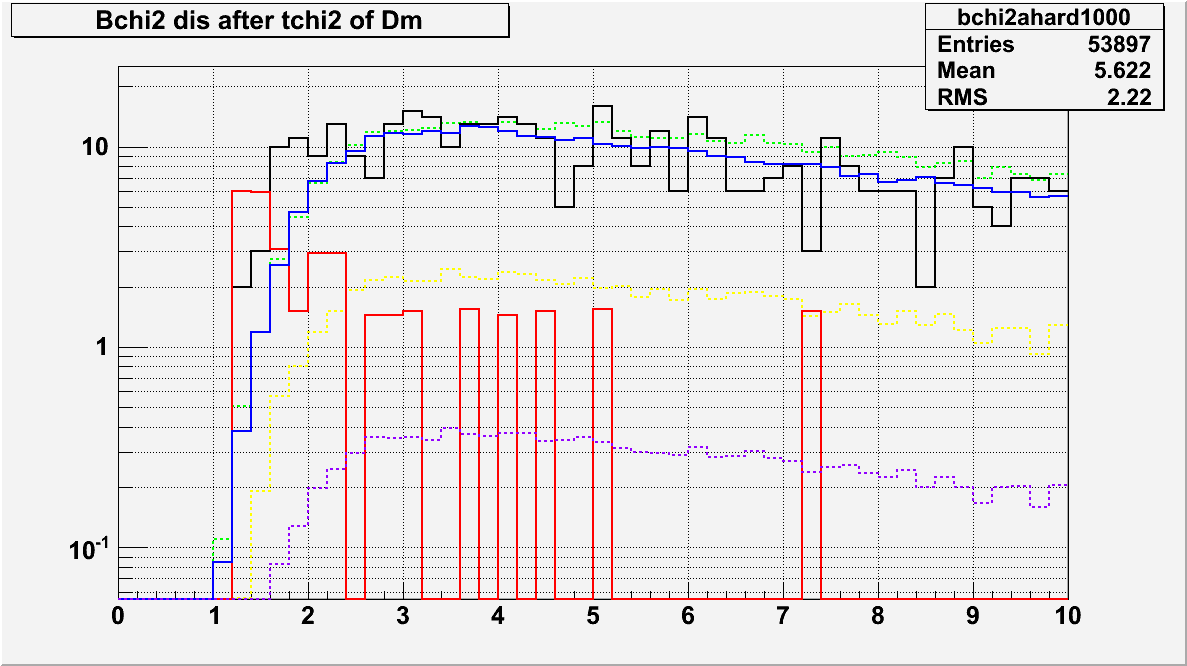 Bchi2 dis after tchi2 of Dm
bchi2ahard1000
Entries 53897
Mean 5.622
RMS 2.22
10
1
10-1
0 1 2 3 4 5 6 7 8 9 10